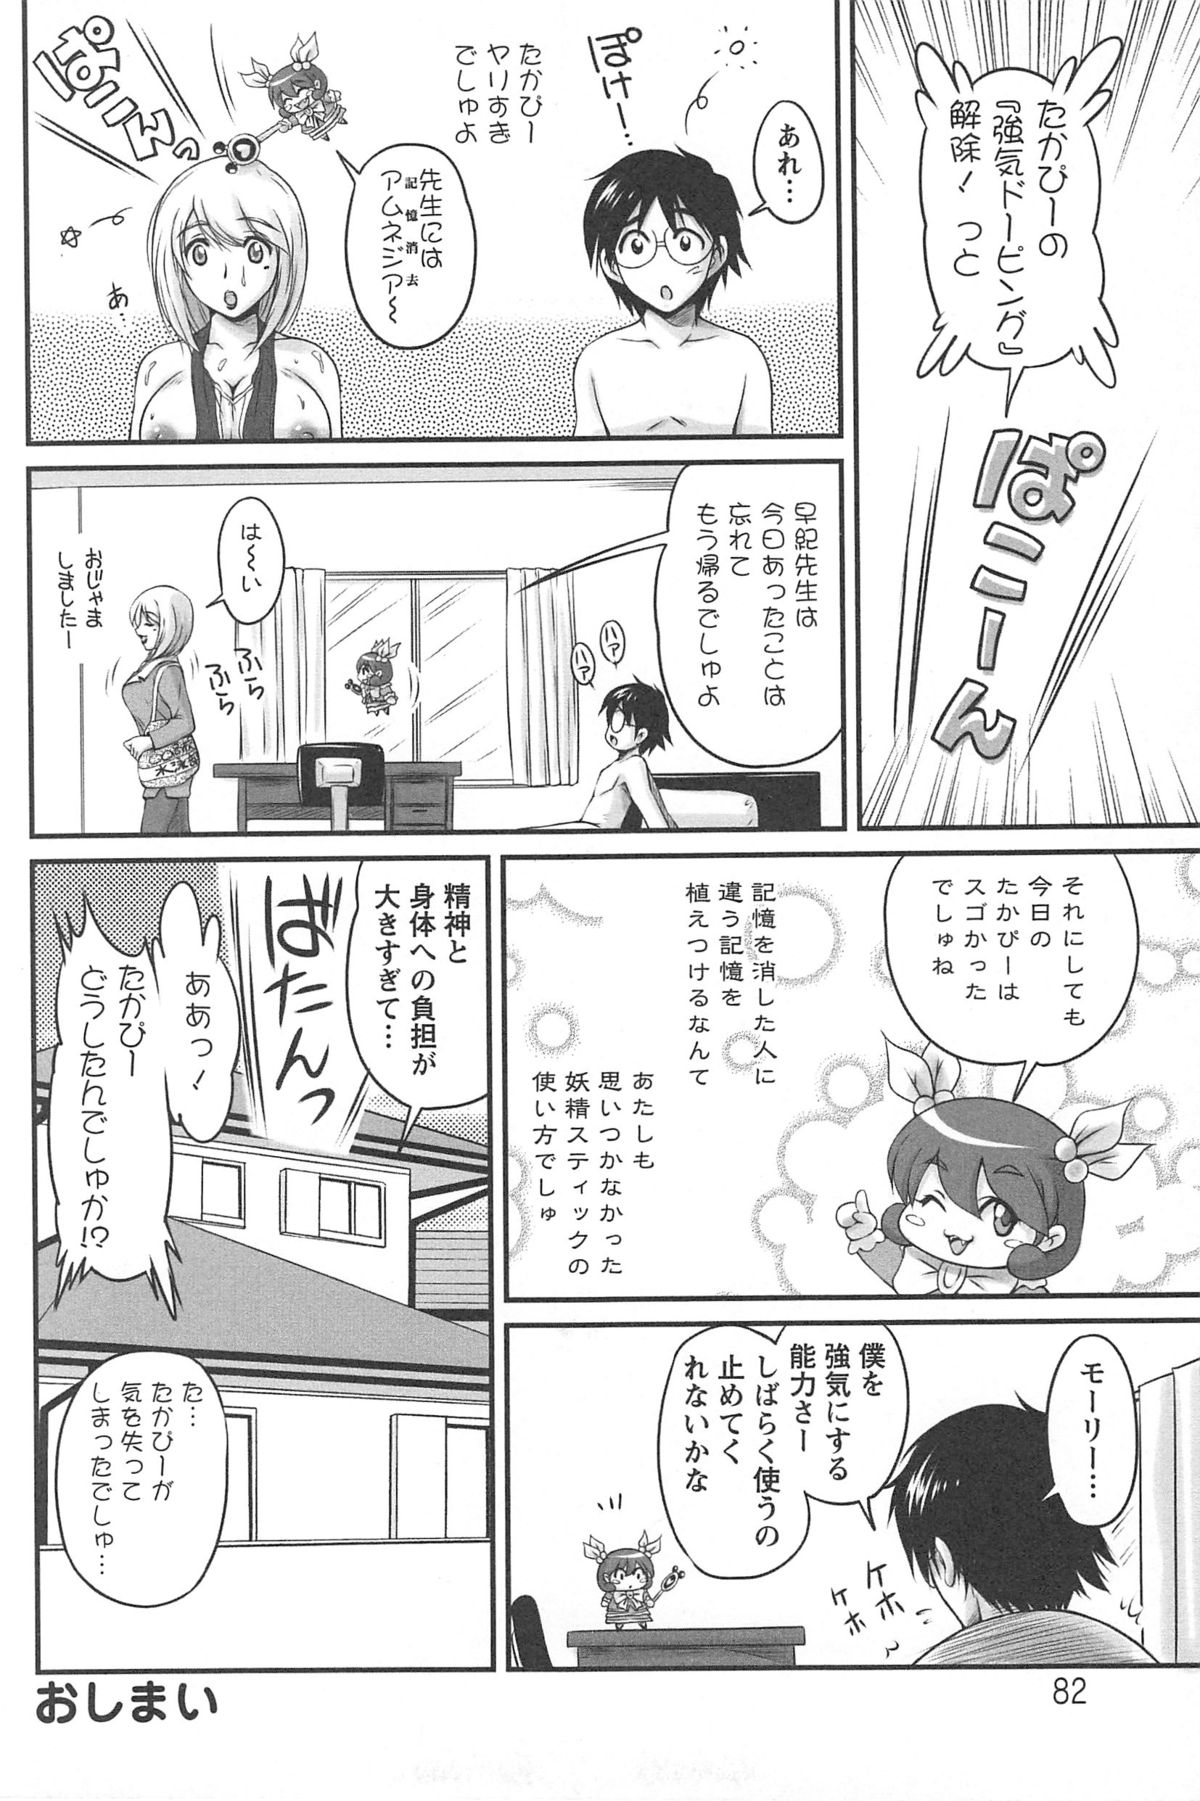 たかぴーの
『強気ドーピング』
解除！っと
ぱこーん
あれ…
ぽけー…
たかぴー
ヤりすぎ
でしゅよ
先生には
アムネジア〜
記憶消去
ぱこんっ
あ…
早紀先生は
今日あったことは
忘れて
もう帰るでしゅよ
ハァ
ハァ
は〜い
ふら
ふら
おじゃま
しましたー
それにしても
今日の
たかぴーは
スゴかった
でしゅね
記憶を消した人に
違う記憶を
植えつけるなんて
あたしも
思いつかなかった
妖精スティックの
使い方でしゅ
モーリー…
僕を
強気にする
能力さー
しばらく使うの
止めてく
れないかな
ケホ
ケホケホ
精神と
身体への負担が
大きすぎて…
ばたんっ
ああっ！
たかぴー
どうしたんでしゅか!?
た…
たかぴーが
気を失って
しまったでしゅ…
おしまい
82